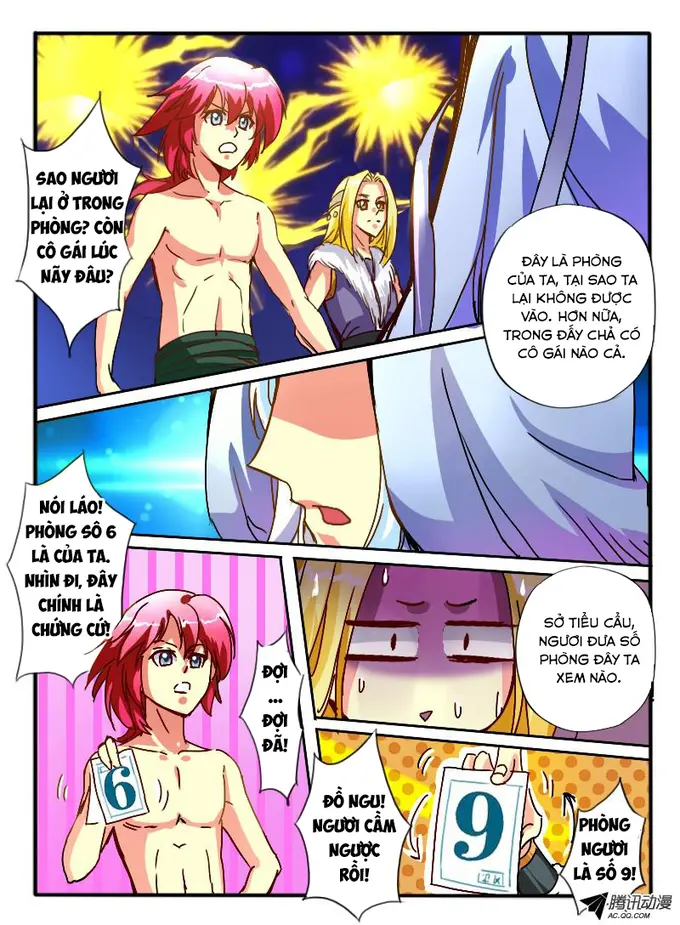 SAO NGƯƠI
LẠI Ở TRONG
PHÒNG? CÒN
CÔ GÁI LÚC
NÃY ĐÂU?
ĐÂY LÀ PHÒNG
CỦA TA, TẠI SAO TA
LẠI KHÔNG ĐƯỢC
VÀO. HƠN NỮA,
TRONG ĐẤY CHẢ CÓ
CÔ GÁI NÀO CẢ.
NÓI LÁO!
PHÒNG SỐ 6
LÀ CỦA TA.
NHÌN ĐI, ĐÂY
CHÍNH LÀ
CHỨNG CỨ!
SỞ TIỂU CẨU,
NGƯƠI ĐƯA SỐ
PHÒNG ĐÂY TA
XEM NÀO.
ĐỢI
...
ĐỢI
ĐÃ!
6
ĐỒ NGU!
NGƯƠI CẦM
NGƯỢC
RỒI!
9
PHÒNG
NGƯƠI
LÀ SỐ 9!
腾讯动漫
AC.QQ.COM